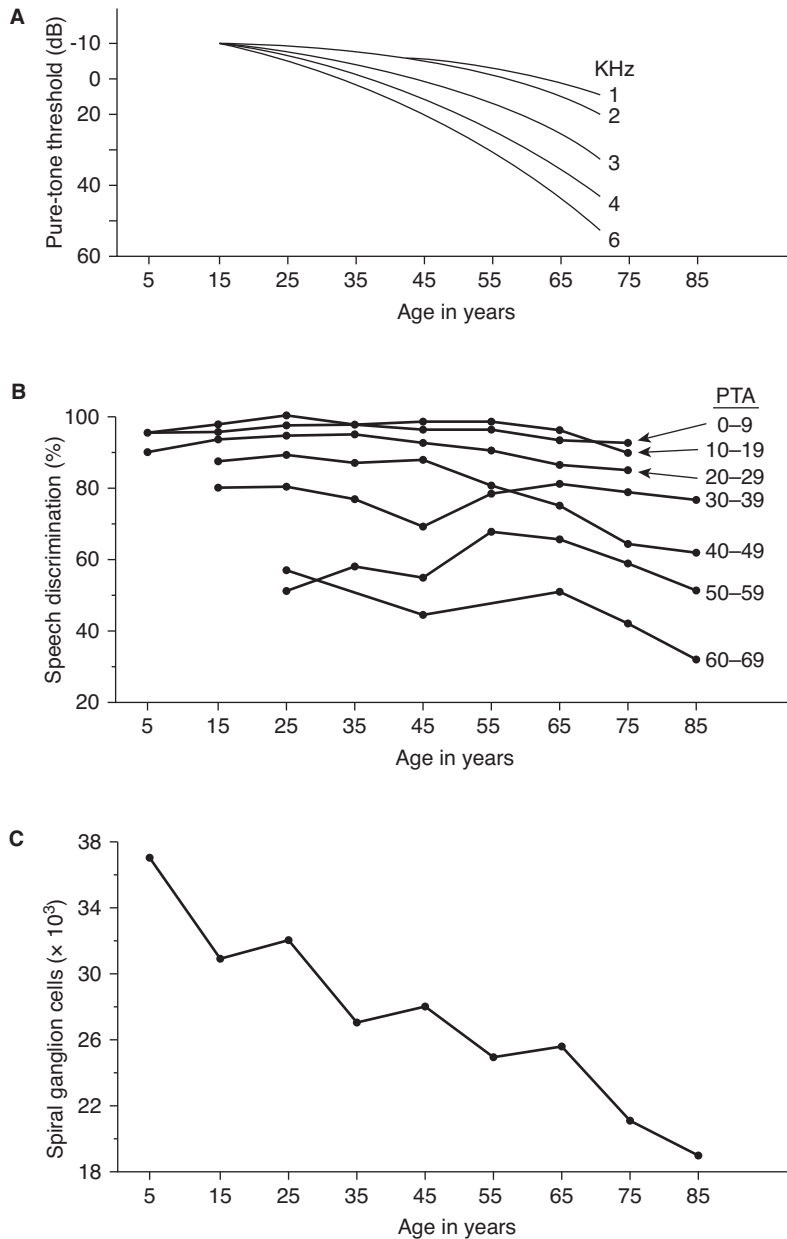 A
Pure-tone threshold (dB)
-10
0
20
40
60
KHz
1
2
3
4
6
5 15 25 35 45 55 65 75 85
Age in years
B
Speech discrimination (%)
100
80
60
40
20
PTA
0–9
10–19
20–29
30–39
40–49
50–59
60–69
5 15 25 35 45 55 65 75 85
Age in years
C
Spiral ganglion cells (× 10³)
38
34
30
26
22
18
5 15 25 35 45 55 65 75 85
Age in years